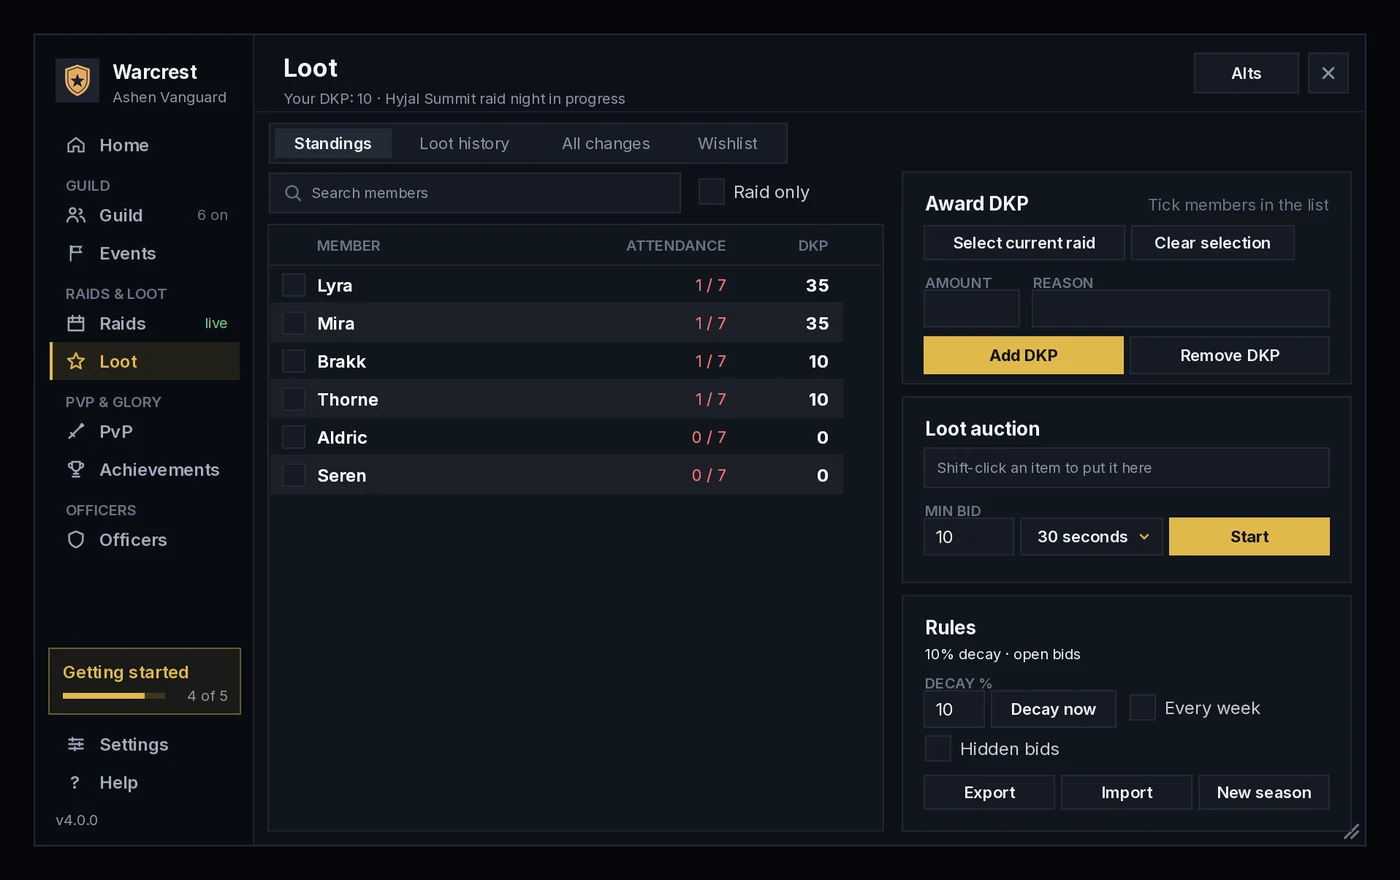 Warcrest
Ashen Vanguard
Home
GUILD
Guild 6 on
Events
RAIDS & LOOT
Raids live
Loot
PVP & GLORY
PvP
Achievements
OFFICERS
Officers
Getting started
4 of 5
Settings
? Help
v4.0.0
Loot
Your DKP: 10 · Hyjal Summit raid night in progress
Alts
Standings Loot history All changes Wishlist
Search members Raid only
MEMBER ATTENDANCE DKP
Lyra 1 / 7 35
Mira 1 / 7 35
Brakk 1 / 7 10
Thorne 1 / 7 10
Aldric 0 / 7 0
Seren 0 / 7 0
Award DKP Tick members in the list
Select current raid Clear selection
AMOUNT REASON
Add DKP Remove DKP
Loot auction
Shift-click an item to put it here
MIN BID
10 30 seconds Start
Rules
10% decay · open bids
DECAY %
10 Decay now Every week
Hidden bids
Export Import New season